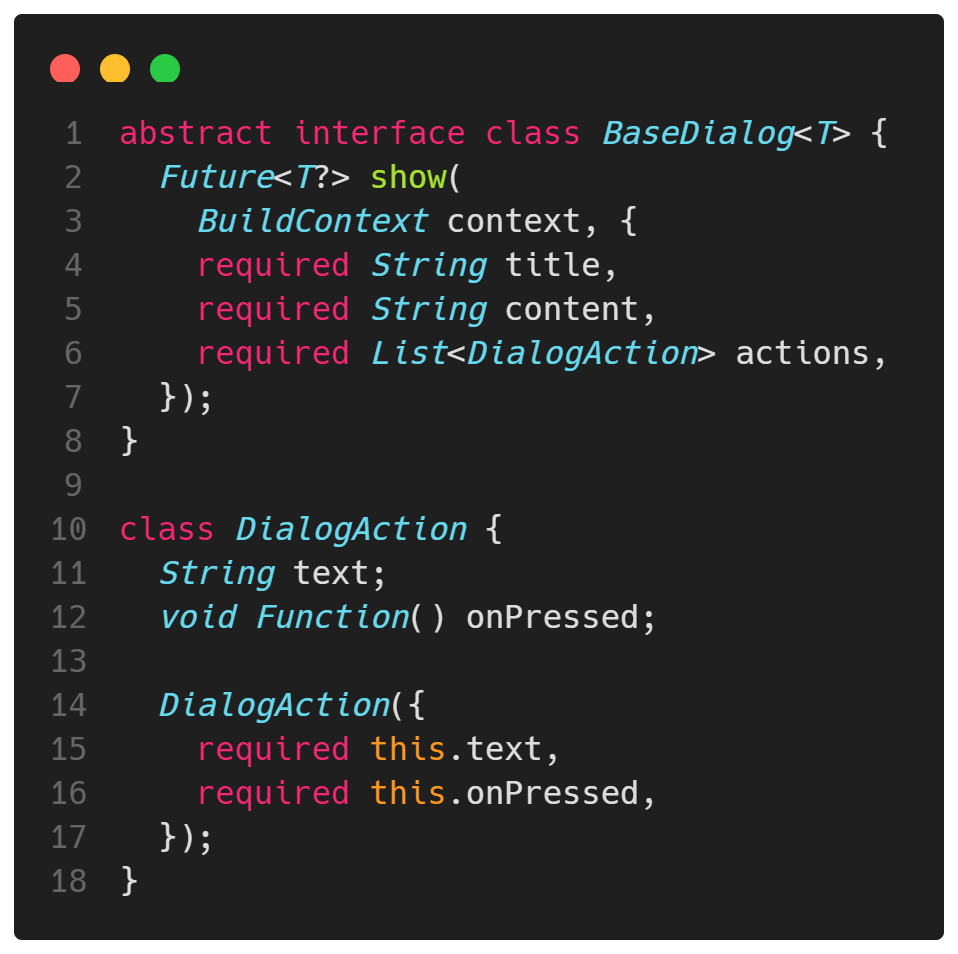 1 abstract interface class BaseDialog<T> {
2   Future<T?> show(
3     BuildContext context, {
4     required String title,
5     required String content,
6     required List<DialogAction> actions,
7   });
8 }
9
10 class DialogAction {
11   String text;
12   void Function() onPressed;
13
14   DialogAction({
15     required this.text,
16     required this.onPressed,
17   });
18 }